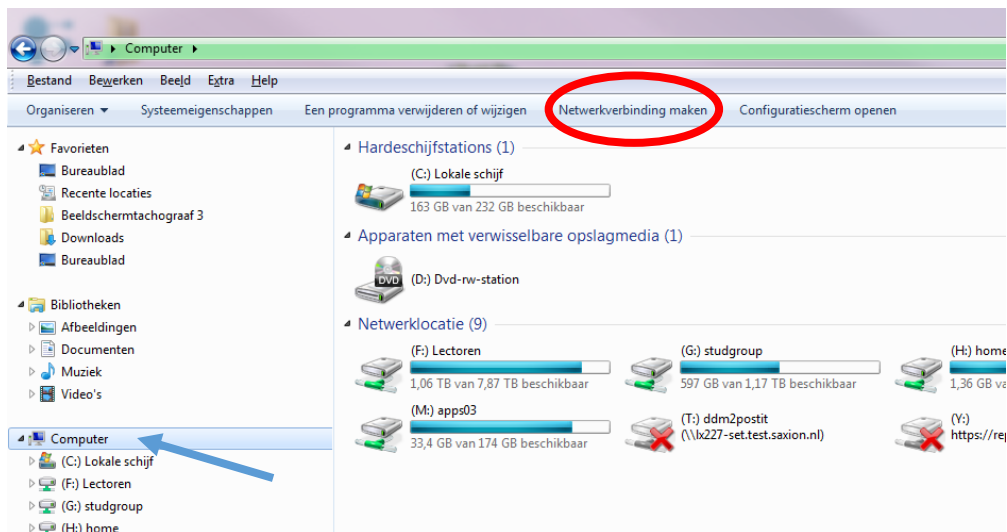 Computer
Bestand Bewerken Beeld Extra Help
Organiseren Systeemeigenschappen Een programma verwijderen of wijzigen Netwerkverbinding maken Configuratiescherm openen
Favorieten
Bureaublad
Recente locaties
Beeldschermtachograaf 3
Downloads
Bureaublad
Bibliotheken
Afbeeldingen
Documenten
Muziek
Video's
Computer
(C:) Lokale schijf
(F:) Lectoren
(G:) studgroup
(H:) home
Hardeschijfstations (1)
(C:) Lokale schijf
163 GB van 232 GB beschikbaar
Apparaten met verwisselbare opslagmedia (1)
DVD
(D:) Dvd-rw-station
Netwerklocatie (9)
(F:) Lectoren
1,06 TB van 7,87 TB beschikbaar
(G:) studgroup
597 GB van 1,17 TB beschikbaar
(H:) home
1,36 GB va
(M:) apps03
33,4 GB van 174 GB beschikbaar
(T:) ddm2postit
(\\lx227-set.test.saxion.nl)
(Y:)
https://rep